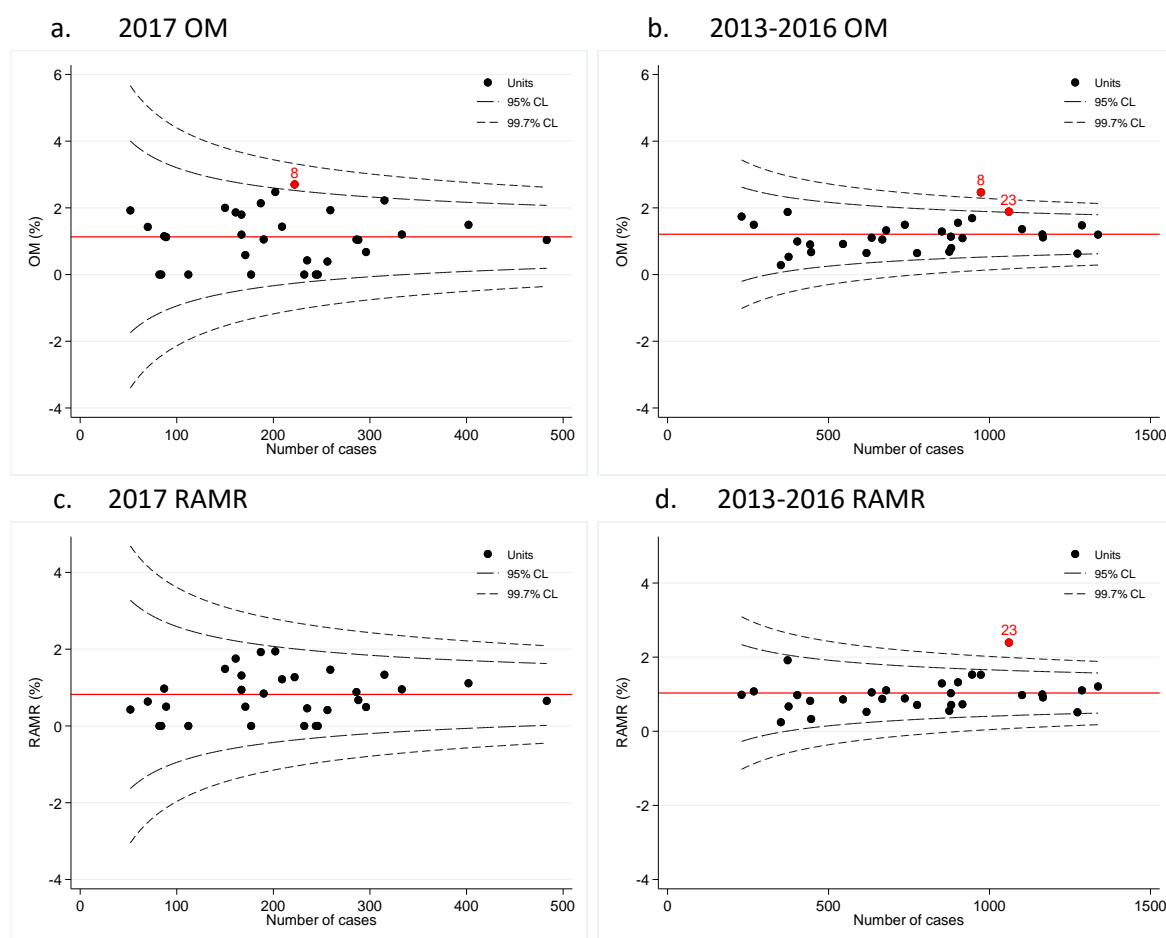 a. 2017 OM
6
4
2
0
-2
-4
OM (%)
8
Units
95% CL
99.7% CL
0 100 200 300 400 500
Number of cases
b. 2013-2016 OM
6
4
2
0
-2
-4
OM (%)
8
23
Units
95% CL
99.7% CL
0 500 1000 1500
Number of cases
c. 2017 RAMR
4
2
0
-2
-4
RAMR (%)
Units
95% CL
99.7% CL
0 100 200 300 400 500
Number of cases
d. 2013-2016 RAMR
4
2
0
-2
-4
RAMR (%)
23
Units
95% CL
99.7% CL
0 500 1000 1500
Number of cases